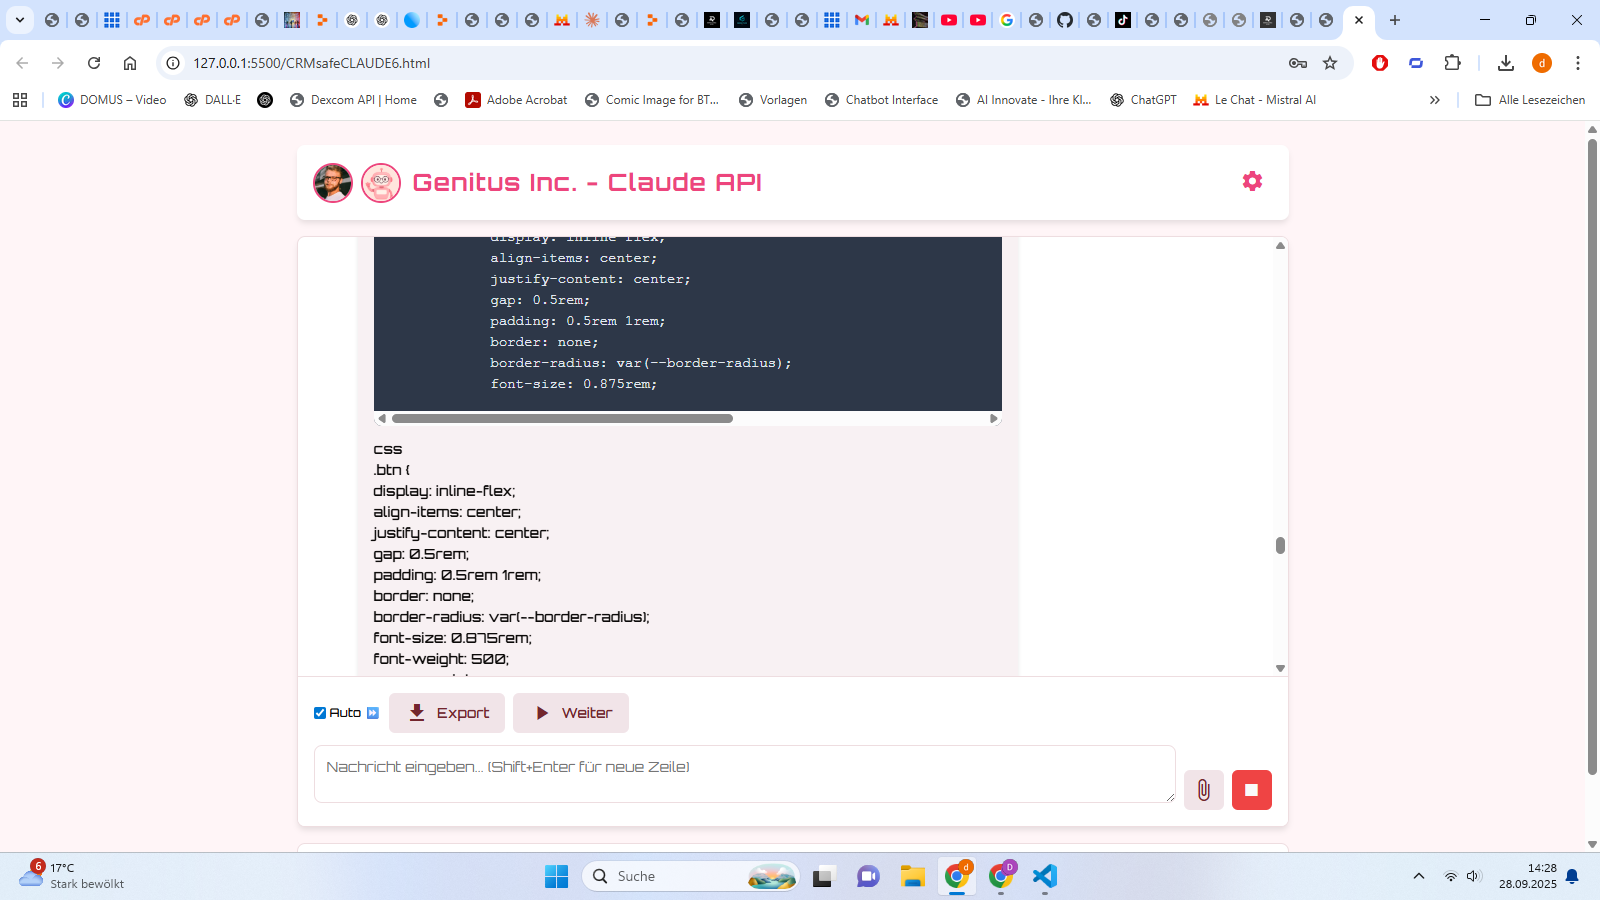 127.0.0.1:5500/CRMsafeCLAUDE6.html
d
DOMUS – Video
DALL·E
Dexcom API | Home
Adobe Acrobat
Comic Image for BT...
Vorlagen
Chatbot Interface
AI Innovate - Ihre KI...
ChatGPT
Le Chat - Mistral AI
Alle Lesezeichen
Genitus Inc. - Claude API
display: inline-flex;
align-items: center;
justify-content: center;
gap: 0.5rem;
padding: 0.5rem 1rem;
border: none;
border-radius: var(--border-radius);
font-size: 0.875rem;
css
.btn {
display: inline-flex;
align-items: center;
justify-content: center;
gap: 0.5rem;
padding: 0.5rem 1rem;
border: none;
border-radius: var(--border-radius);
font-size: 0.875rem;
font-weight: 500;
Auto
Export
Weiter
Nachricht eingeben... (Shift+Enter für neue Zeile)
6
17°C
Stark bewölkt
Suche
d
D
14:28
28.09.2025